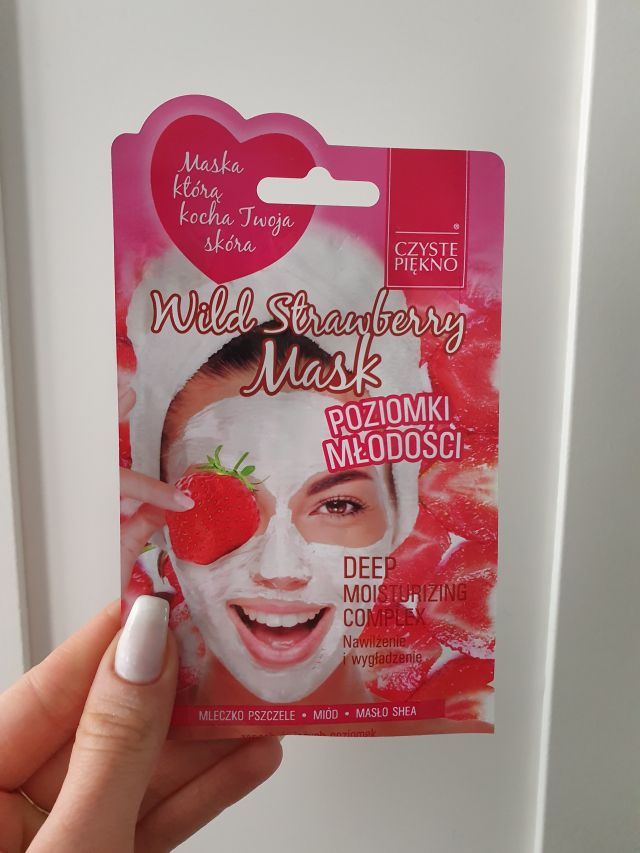 Maska
którą
kocha Twoja
skóra
®
CZYSTE
PIĘKNO
Wild Strawberry
Mask
POZIOMKI
MŁODOŚCI
DEEP
MOISTURIZING
COMPLEX
Nawilżenie
i wygładzenie
MLECZKO PSZCZELE • MIÓD • MASŁO SHEA